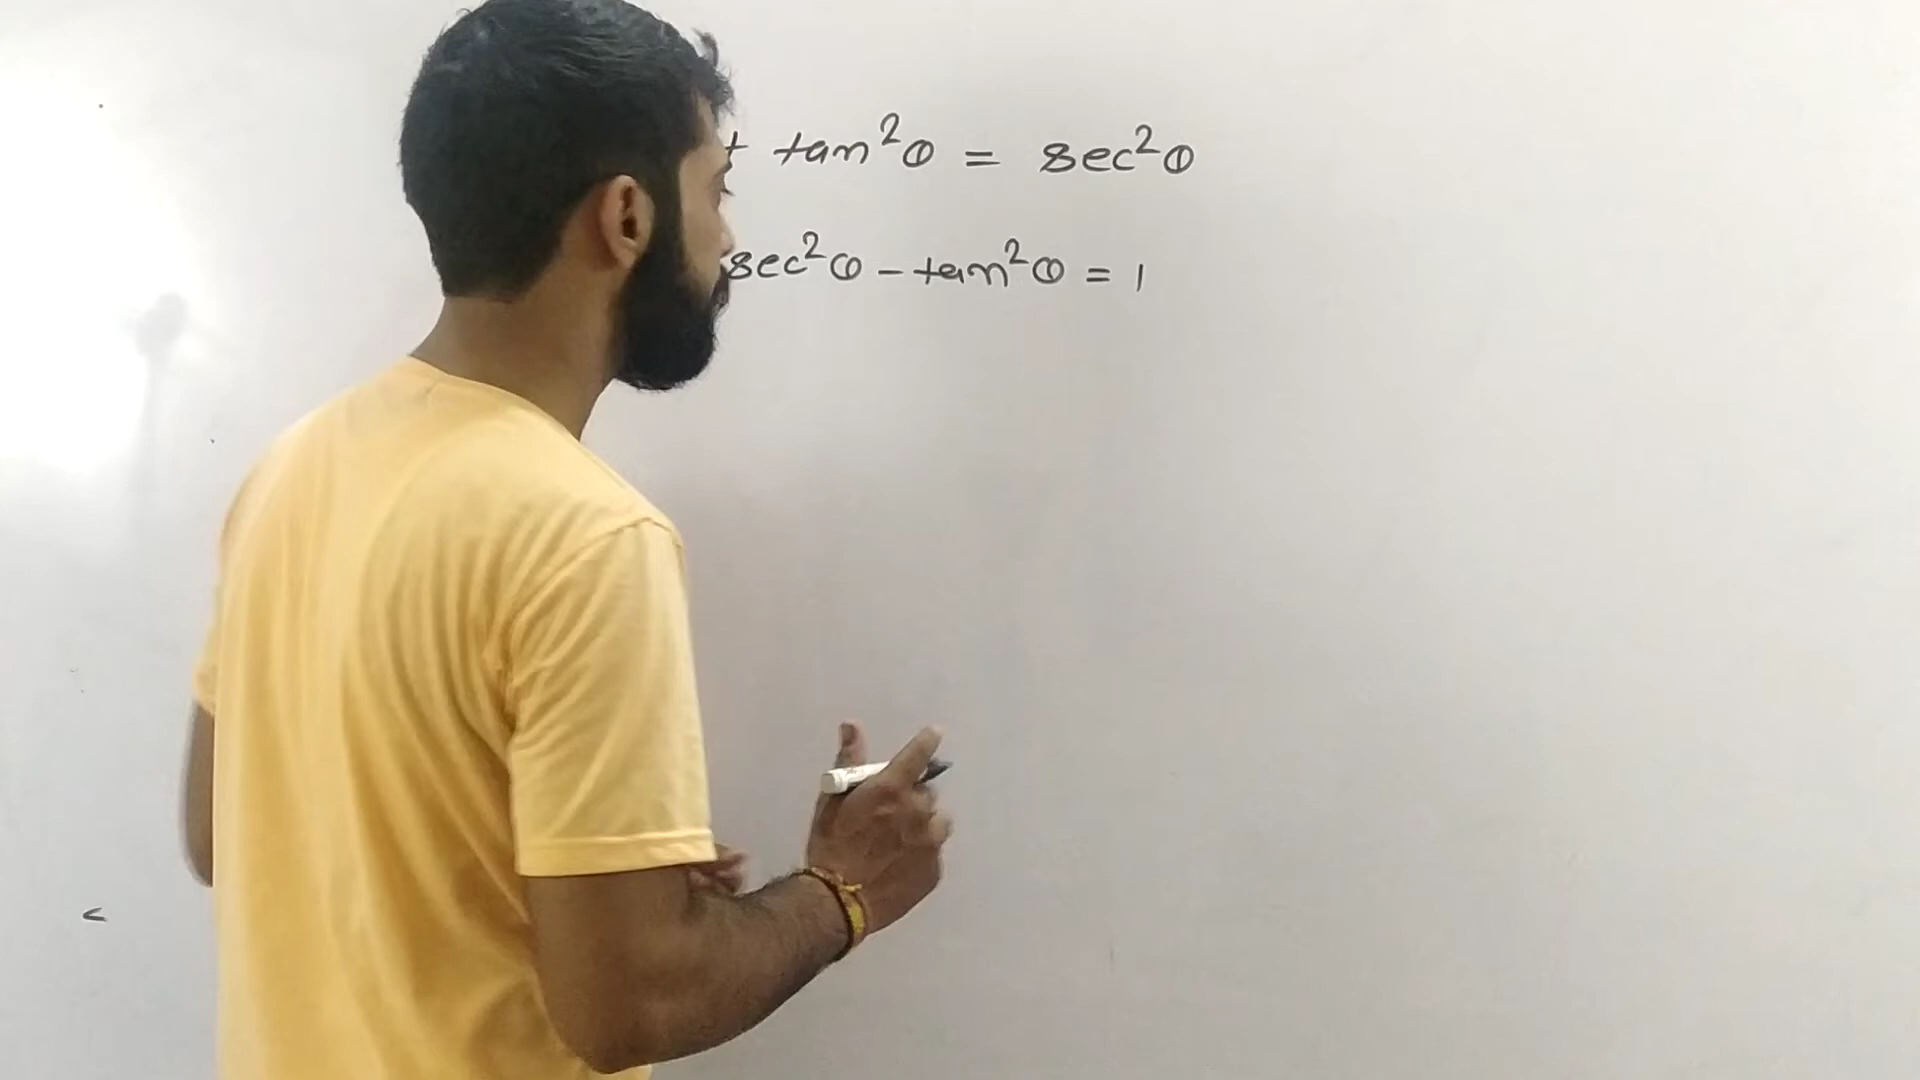 + tan²θ = sec²θ
sec²θ - tan²θ = 1